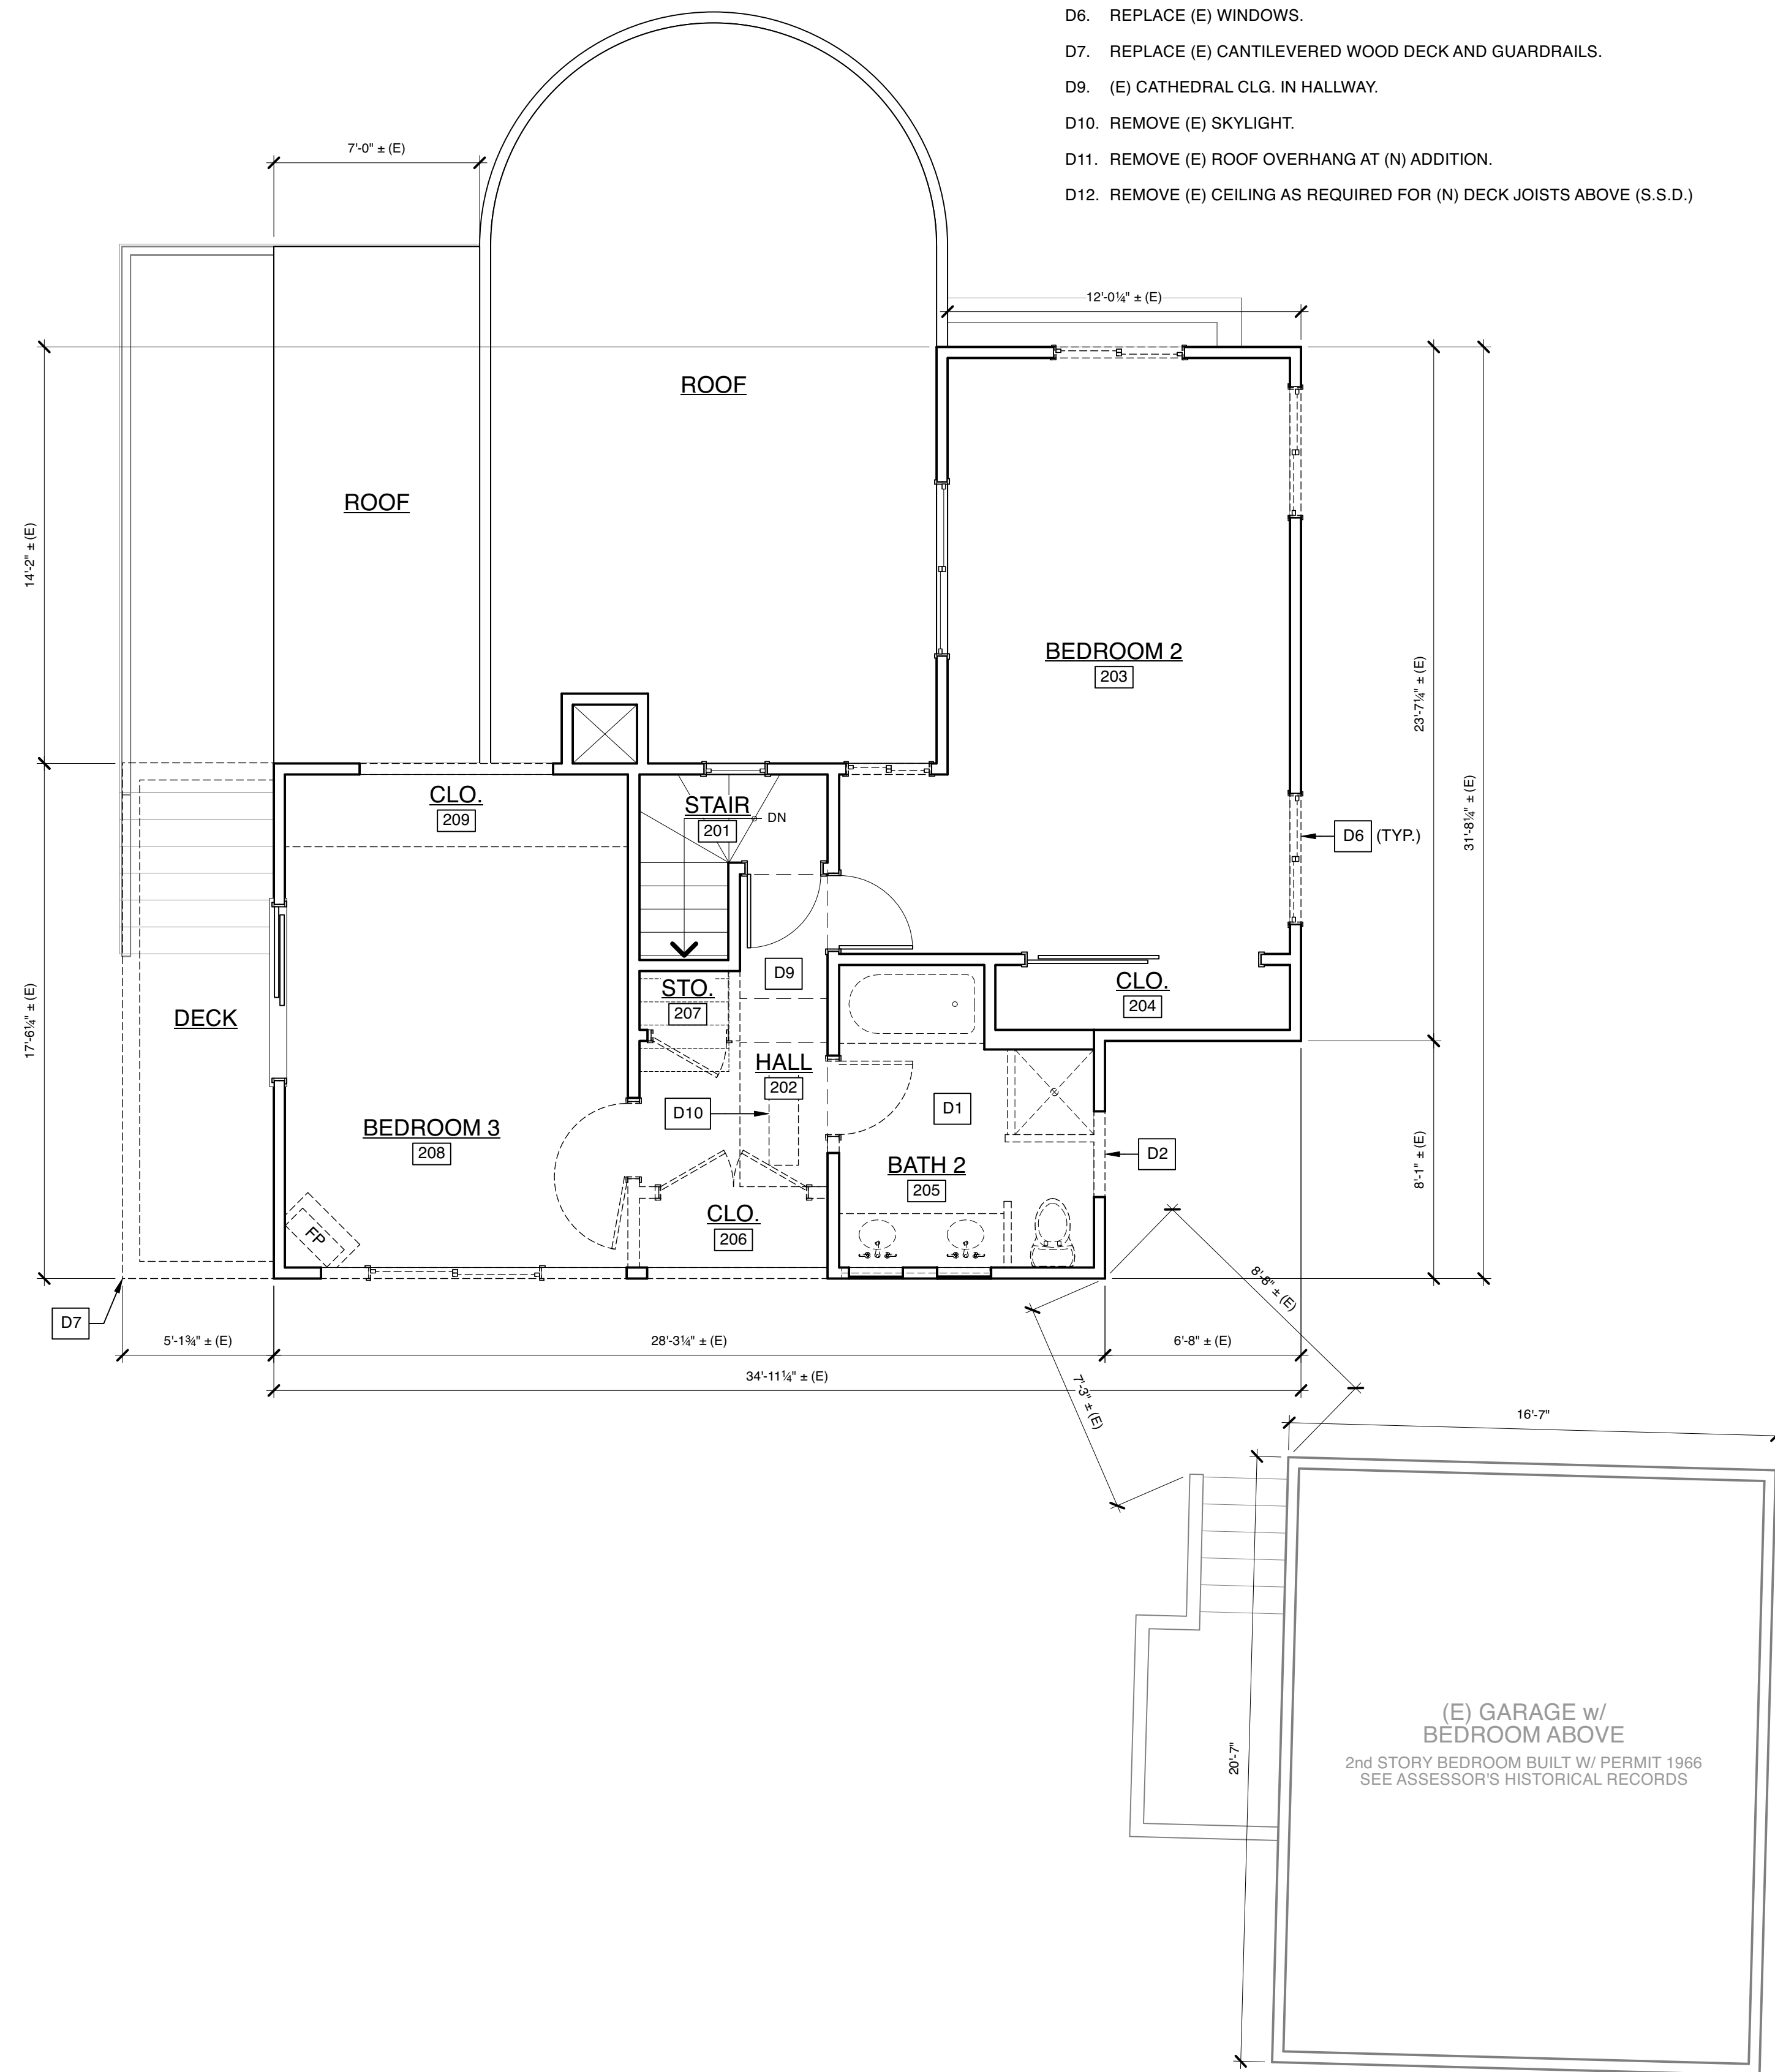 D6. REPLACE (E) WINDOWS.
D7. REPLACE (E) CANTILEVERED WOOD DECK AND GUARDRAILS.
D9. (E) CATHEDRAL CLG. IN HALLWAY.
D10. REMOVE (E) SKYLIGHT.
D11. REMOVE (E) ROOF OVERHANG AT (N) ADDITION.
D12. REMOVE (E) CEILING AS REQUIRED FOR (N) DECK JOISTS ABOVE (S.S.D.)
7'-0" ± (E)
12'-0¼" ± (E)
ROOF
ROOF
14'-2" ± (E)
BEDROOM 2
203
23'-7¼" ± (E)
31'-8¼" ± (E)
CLO.
209
STAIR
201
DN
D6 (TYP.)
D9
STO.
207
CLO.
204
DECK
17'-6¼" ± (E)
HALL
202
D10
D1
BEDROOM 3
208
D2
BATH 2
205
8'-1" ± (E)
CLO.
206
FP
D7
5'-1¾" ± (E)
28'-3¼" ± (E)
6'-8" ± (E)
8'-8" ± (E)
34'-11¼" ± (E)
7'-3" ± (E)
16'-7"
20'-7"
(E) GARAGE w/
BEDROOM ABOVE
2nd STORY BEDROOM BUILT W/ PERMIT 1966
SEE ASSESSOR'S HISTORICAL RECORDS